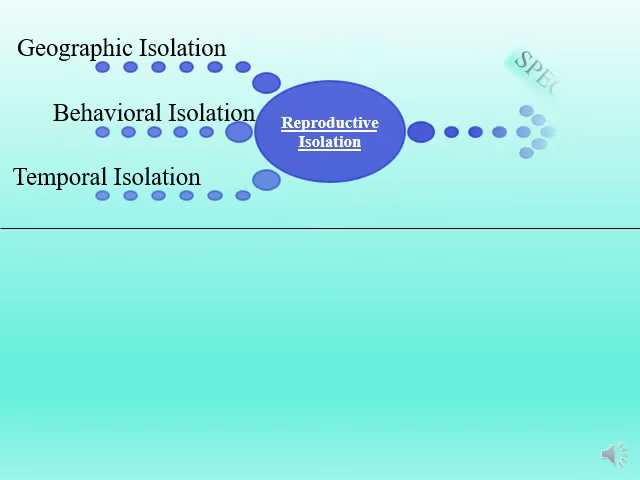 Geographic Isolation
Behavioral Isolation
Reproductive
Isolation
Temporal Isolation